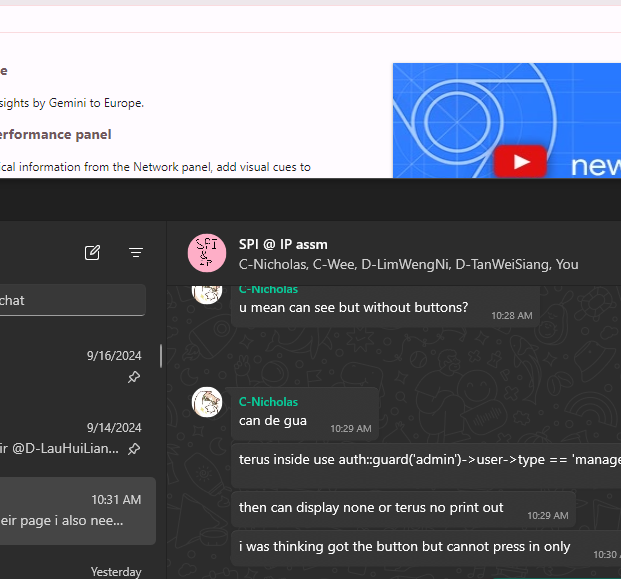 e
sights by Gemini to Europe.
erformance panel
ical information from the Network panel, add visual cues to
new
SPI
&
IP
SPI @ IP assm
C-Nicholas, C-Wee, D-LimWengNi, D-TanWeiSiang, You
chat
C-Nicholas
u mean can see but without buttons?
10:28 AM
9/16/2024
9/14/2024
ir @D-LauHuiLian...
C-Nicholas
can de gua
10:29 AM
terus inside use auth::guard('admin')->user->type == 'manage
10:31 AM
eir page i also nee...
then can display none or terus no print out
10:29 AM
i was thinking got the button but cannot press in only
10:30
Yesterday